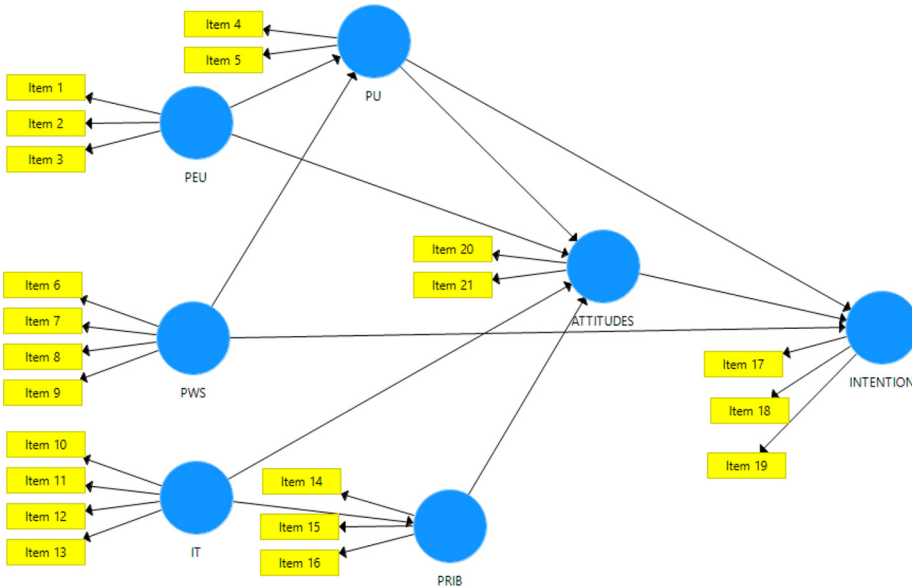 Item 4
Item 5
PU
Item 1
Item 2
Item 3
PEU
Item 20
Item 21
ATTITUDES
Item 6
Item 7
Item 8
Item 9
PWS
Item 17
Item 18
Item 19
INTENTION
Item 10
Item 11
Item 12
Item 13
IT
Item 14
Item 15
Item 16
PRIB